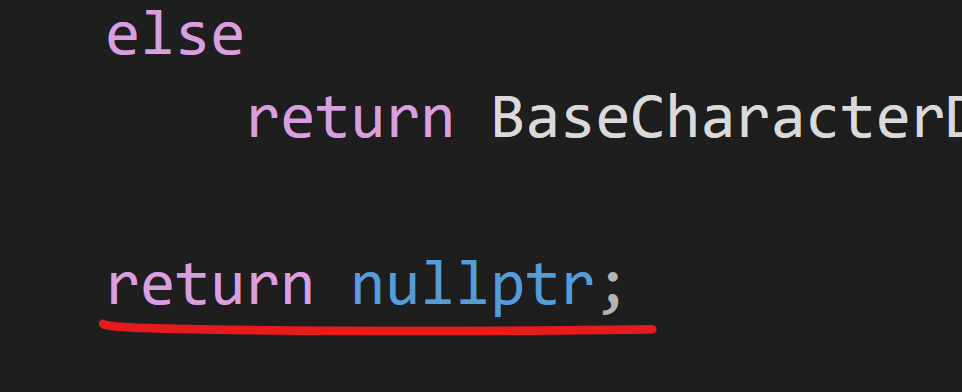 else
return BaseCharacterD
return nullptr;